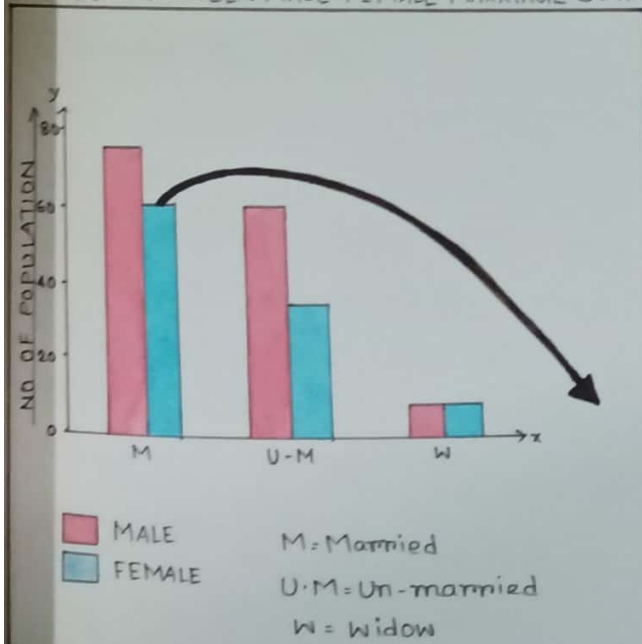 y
80
60
40
20
0
NO OF POPULATION
M
U-M
W
x
MALE
FEMALE
M=Married
U.M=Un-married
W=Widow